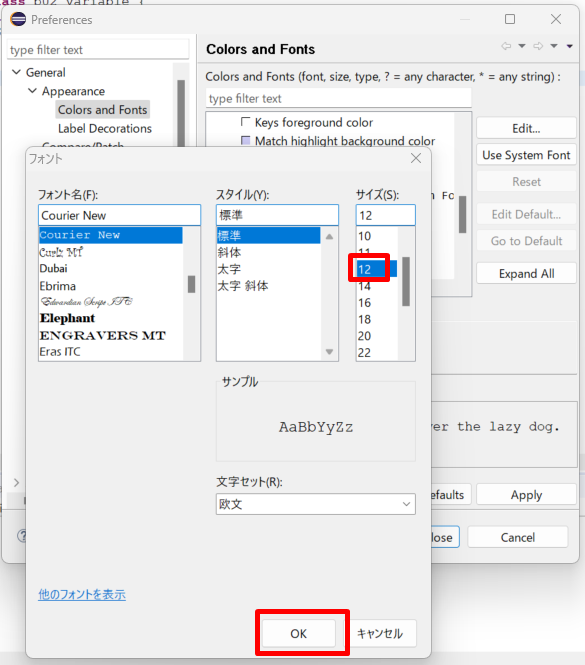 Preferences
type filter text
General
Appearance
Colors and Fonts
Label Decorations
Colors and Fonts
Colors and Fonts (font, size, type, ? = any character, * = any string) :
type filter text
Keys foreground color
Match highlight background color
Edit...
Use System Font
Reset
Edit Default...
Go to Default
Expand All
フォント
フォント名(F):
Courier New
Courier New
Curlz MT
Dubai
Ebrima
Edwardian Script ITC
Elephant
ENGRAVERS MT
Eras ITC
スタイル(Y):
標準
標準
斜体
太字
太字 斜体
サイズ(S):
12
10
11
12
14
16
18
20
22
サンプル
AaBbYyZz
文字セット(R):
欧文
他のフォントを表示
OK
キャンセル
er the lazy dog.
efaults
Apply
lose
Cancel